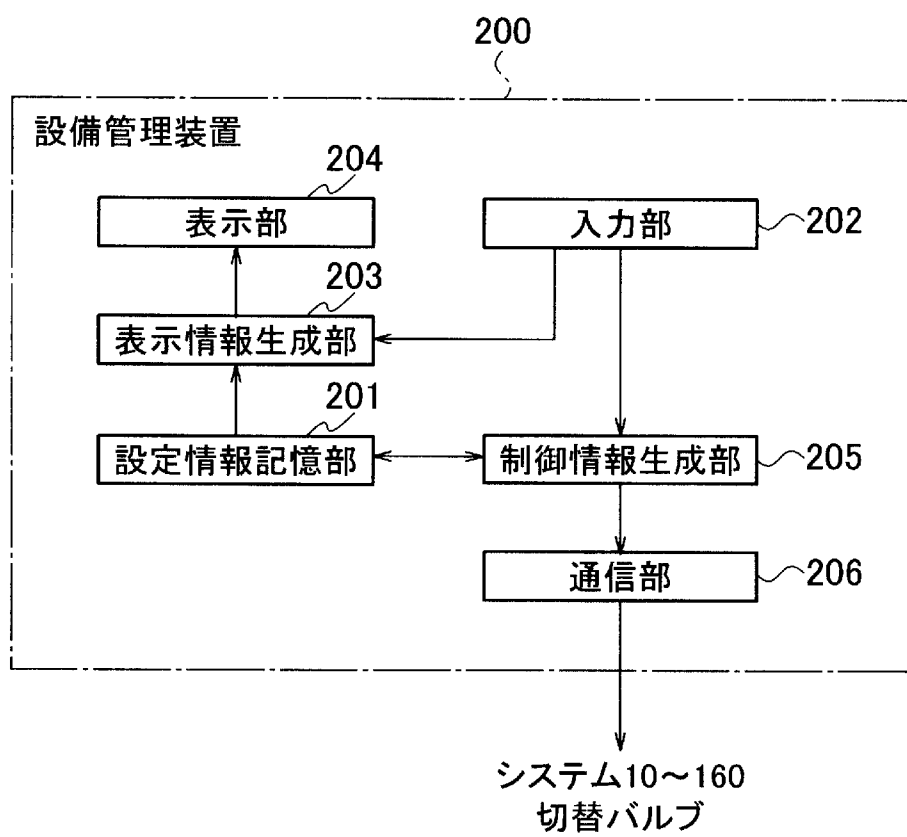 200
設備管理装置
204
表示部
入力部
202
203
表示情報生成部
201
設定情報記憶部
制御情報生成部
205
通信部
206
システム10～160
切替バルブ